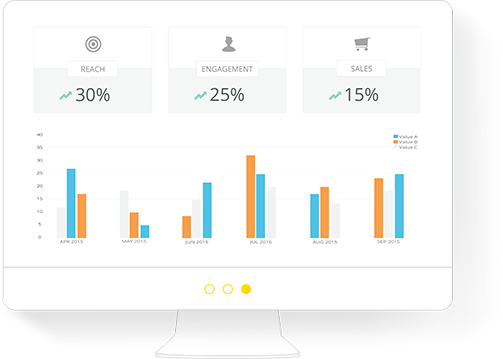 REACH
ENGAGEMENT
SALES
30%
25%
15%
40
35
30
25
20
15
10
5
0
Value A
Value B
Value C
APR 2015
MAY 2015
JUN 2015
JUL 2015
AUG 2015
SEP 2015